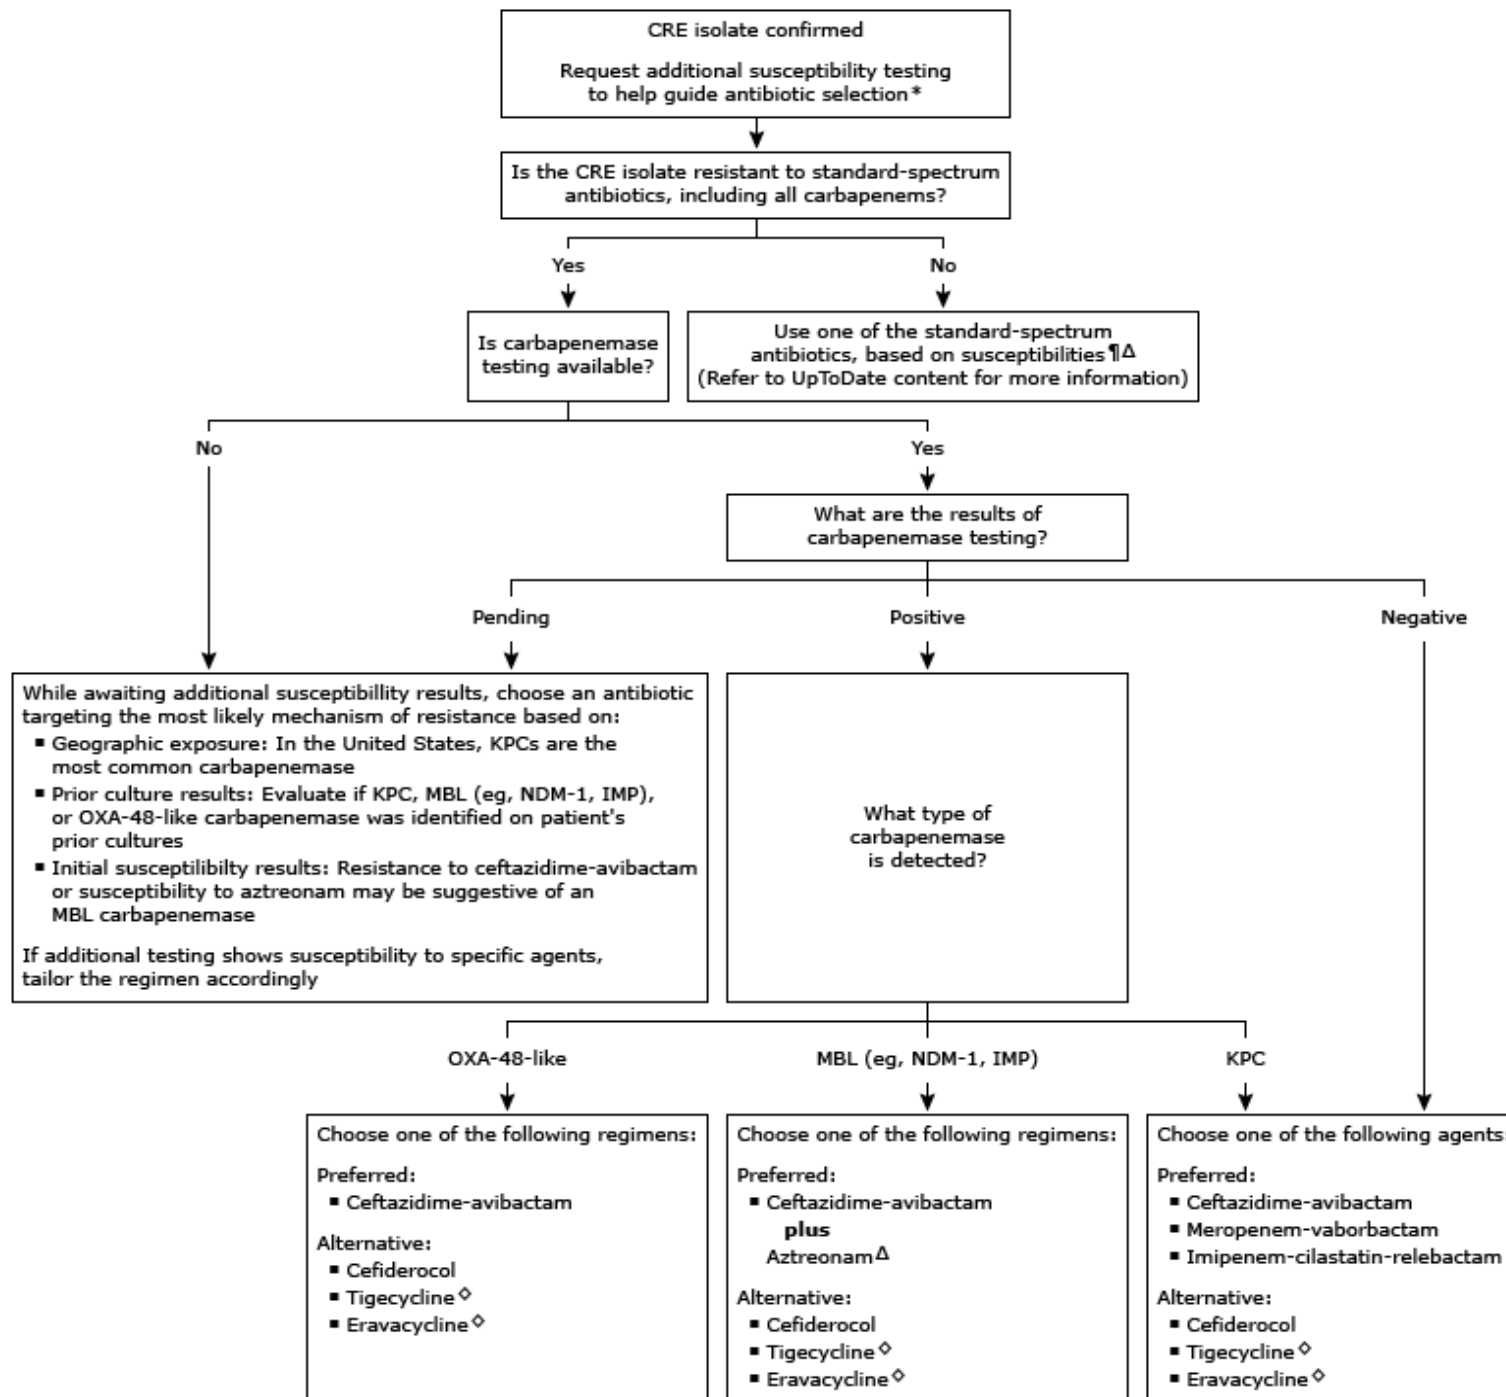 CRE isolate confirmed
Request additional susceptibility testing
to help guide antibiotic selection*
Is the CRE isolate resistant to standard-spectrum
antibiotics, including all carbapenems?
Yes
No
Is carbapenemase
testing available?
Use one of the standard-spectrum
antibiotics, based on susceptibilities¶Δ
(Refer to UpToDate content for more information)
No
Yes
What are the results of
carbapenemase testing?
Pending
Positive
Negative
While awaiting additional susceptibillity results, choose an antibiotic
targeting the most likely mechanism of resistance based on:
▪ Geographic exposure: In the United States, KPCs are the
most common carbapenemase
▪ Prior culture results: Evaluate if KPC, MBL (eg, NDM-1, IMP),
or OXA-48-like carbapenemase was identified on patient's
prior cultures
▪ Initial susceptilibilty results: Resistance to ceftazidime-avibactam
or susceptibility to aztreonam may be suggestive of an
MBL carbapenemase
If additional testing shows susceptibility to specific agents,
tailor the regimen accordingly
What type of
carbapenemase
is detected?
OXA-48-like
MBL (eg, NDM-1, IMP)
KPC
Choose one of the following regimens:
Preferred:
▪ Ceftazidime-avibactam
Alternative:
▪ Cefiderocol
▪ Tigecycline◇
▪ Eravacycline◇
Choose one of the following regimens:
Preferred:
▪ Ceftazidime-avibactam
plus
AztreonamΔ
Alternative:
▪ Cefiderocol
▪ Tigecycline◇
▪ Eravacycline◇
Choose one of the following agents:
Preferred:
▪ Ceftazidime-avibactam
▪ Meropenem-vaborbactam
▪ Imipenem-cilastatin-relebactam
Alternative:
▪ Cefiderocol
▪ Tigecycline◇
▪ Eravacycline◇